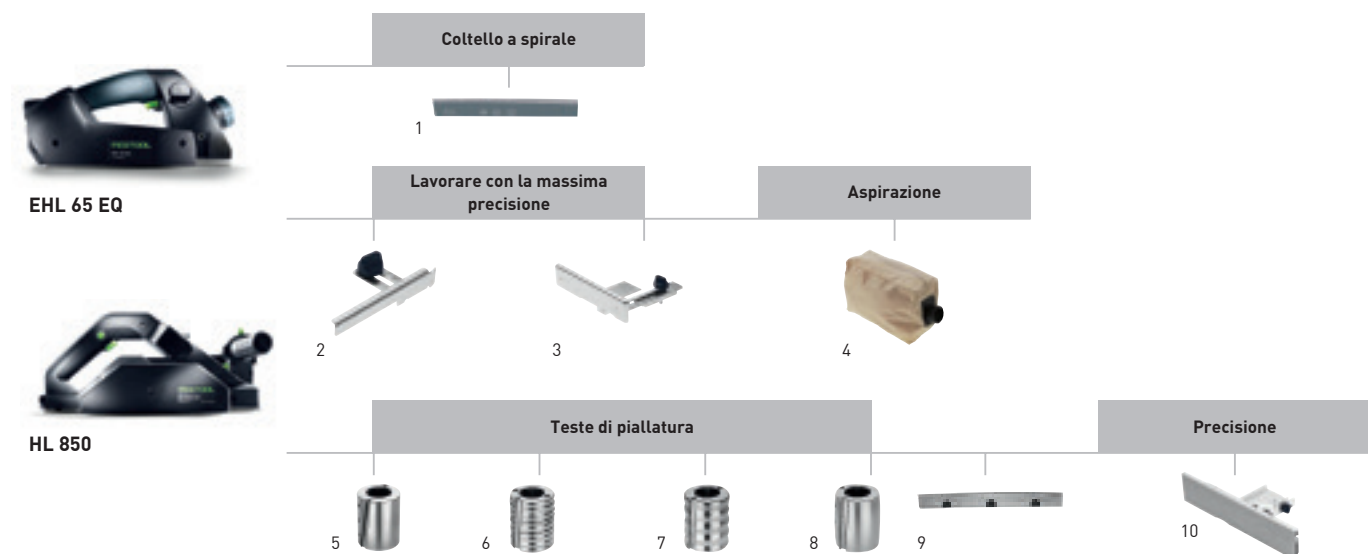 Coltello a spirale
1
EHL 65 EQ
Lavorare con la massima
precisione
Aspirazione
2
3
4
HL 850
Teste di piallatura
Precisione
5
6
7
8
9
10